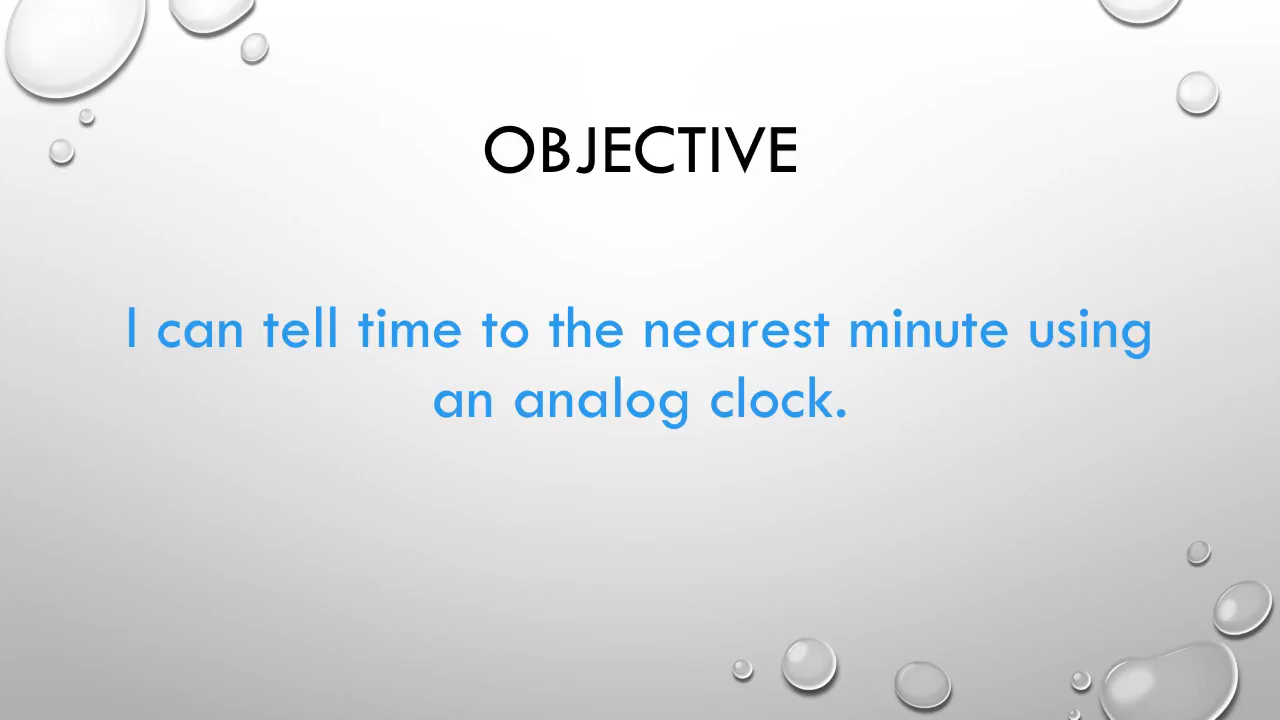 OBJECTIVE
I can tell time to the nearest minute using
an analog clock.